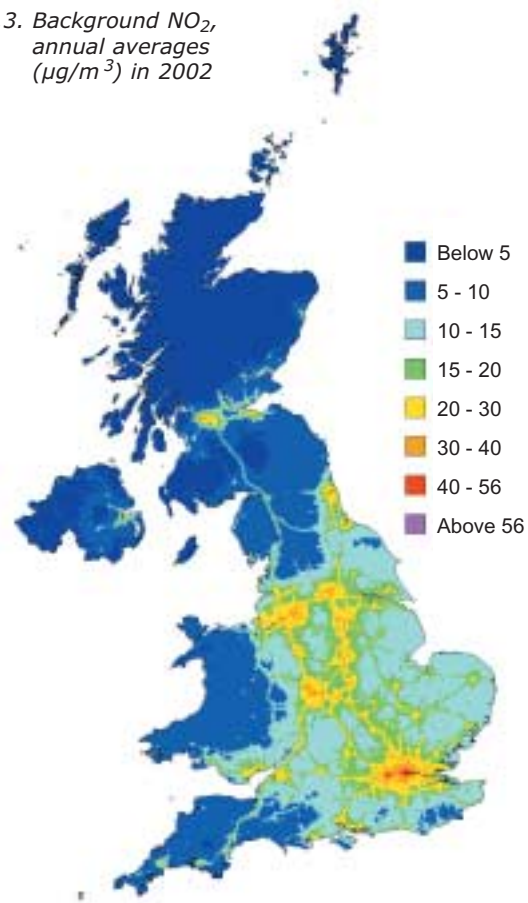 3. Background NO₂,
annual averages
(µg/m³) in 2002
Below 5
5 - 10
10 - 15
15 - 20
20 - 30
30 - 40
40 - 56
Above 56